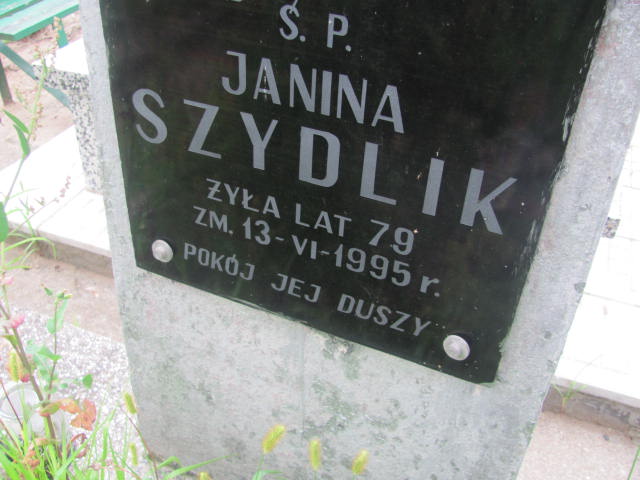 Ś. P.
JANINA
SZYDLIK
ŻYŁA LAT 79
ZM. 13-VI-1995 r.
POKÓJ JEJ DUSZY